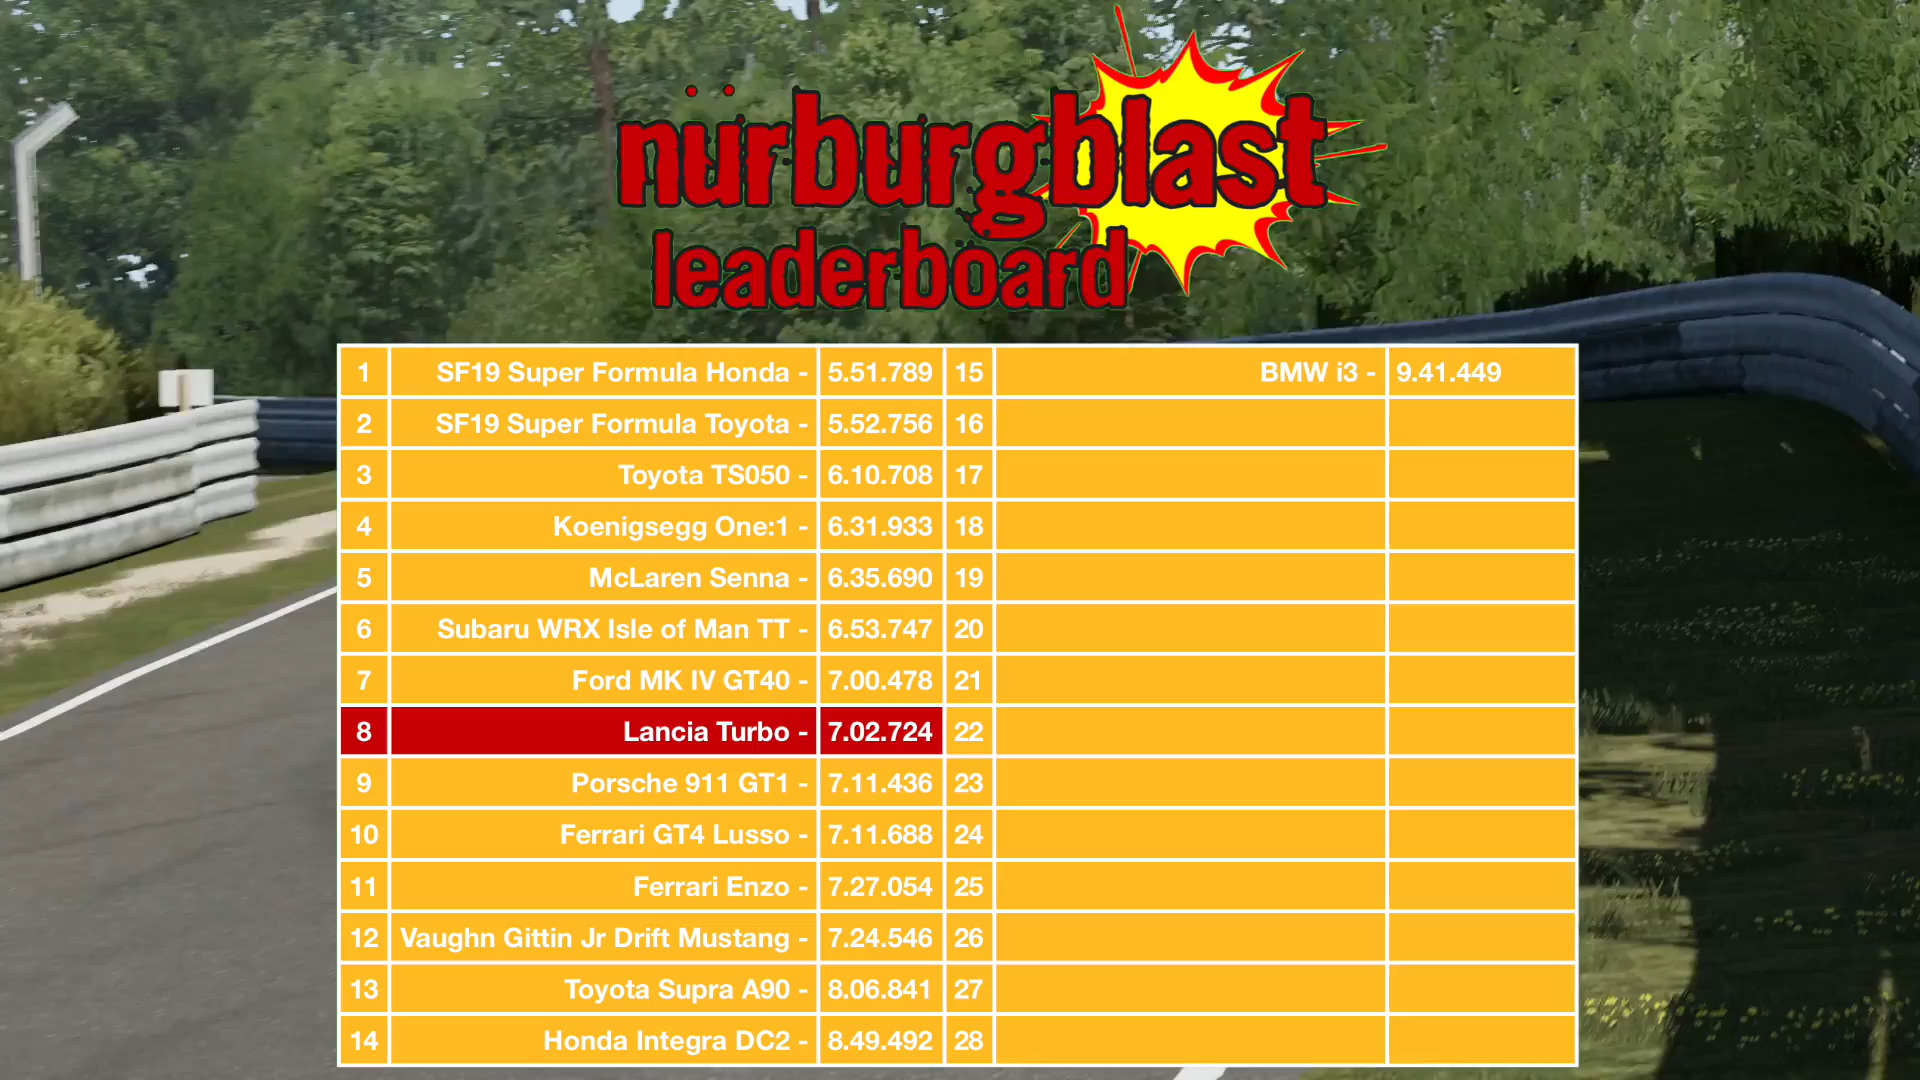 nürburgblast
leaderboard
1 SF19 Super Formula Honda - 5.51.789 15 BMW i3 - 9.41.449
2 SF19 Super Formula Toyota - 5.52.756 16
3 Toyota TS050 - 6.10.708 17
4 Koenigsegg One:1 - 6.31.933 18
5 McLaren Senna - 6.35.690 19
6 Subaru WRX Isle of Man TT - 6.53.747 20
7 Ford MK IV GT40 - 7.00.478 21
8 Lancia Turbo - 7.02.724 22
9 Porsche 911 GT1 - 7.11.436 23
10 Ferrari GT4 Lusso - 7.11.688 24
11 Ferrari Enzo - 7.27.054 25
12 Vaughn Gittin Jr Drift Mustang - 7.24.546 26
13 Toyota Supra A90 - 8.06.841 27
14 Honda Integra DC2 - 8.49.492 28